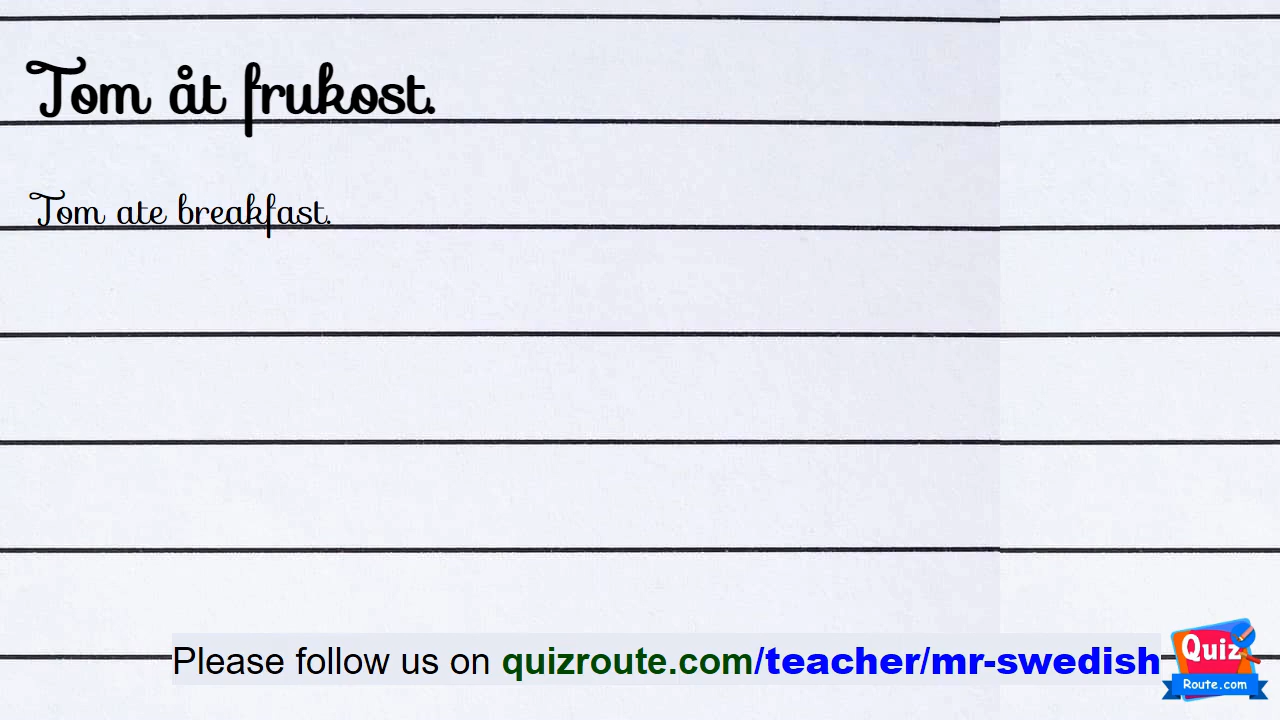 Tom åt frukost.
Tom ate breakfast.
Please follow us on quizroute.com/teacher/mr-swedish
Quiz
Route.com